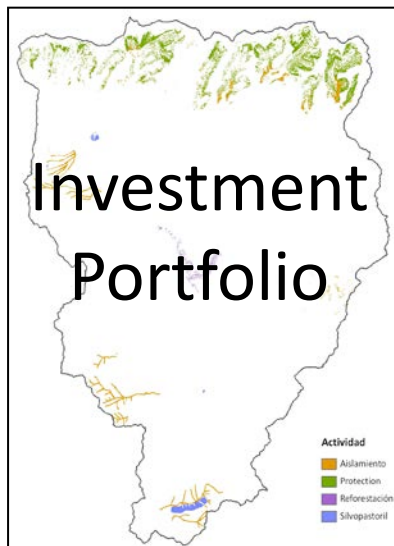 Investment
Portfolio
Actividad
Aislamiento
Protection
Reforestación
Silvopastoril